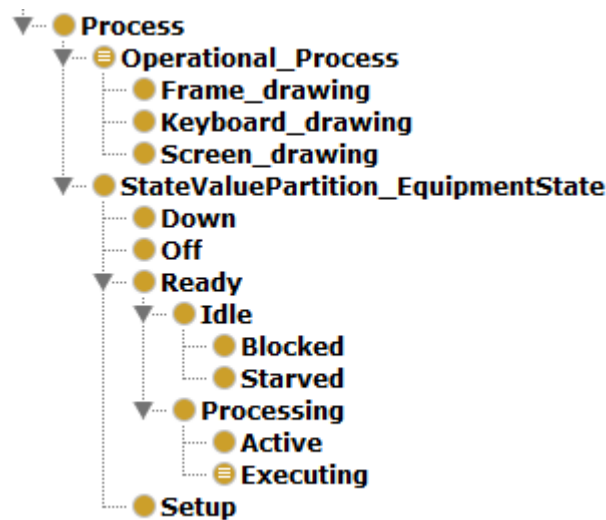 Process
Operational_Process
Frame_drawing
Keyboard_drawing
Screen_drawing
StateValuePartition_EquipmentState
Down
Off
Ready
Idle
Blocked
Starved
Processing
Active
Executing
Setup